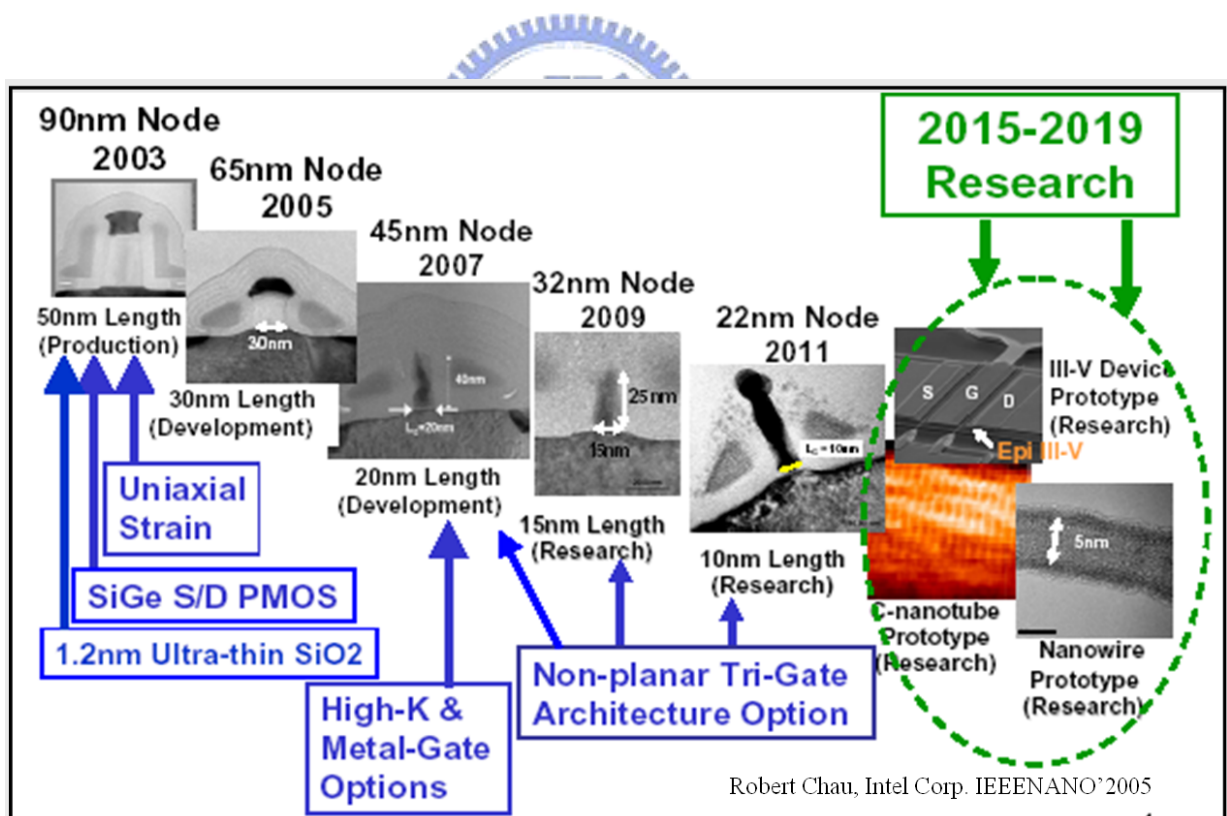 90nm Node
2003
65nm Node
2005
45nm Node
2007
32nm Node
2009
22nm Node
2011
2015-2019
Research
50nm Length
(Production)
30nm
30nm Length
(Development)
40nm
20nm Length
(Development)
25 nm
15nm
15nm Length
(Research)
10nm Length
(Research)
S
G
D
III-V Device
Prototype
(Research)
Epi III-V
5nm
C-nanotube
Prototype
(Research)
Nanowire
Prototype
(Research)
Uniaxial
Strain
SiGe S/D PMOS
1.2nm Ultra-thin SiO2
High-K &
Metal-Gate
Options
Non-planar Tri-Gate
Architecture Option
Robert Chau, Intel Corp. IEEENANO’2005